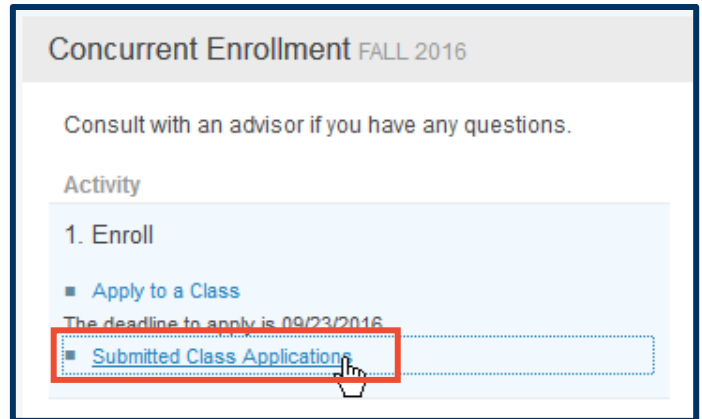 Concurrent Enrollment FALL 2016
Consult with an advisor if you have any questions.
Activity
1. Enroll
Apply to a Class
The deadline to apply is 09/23/2016
Submitted Class Applications